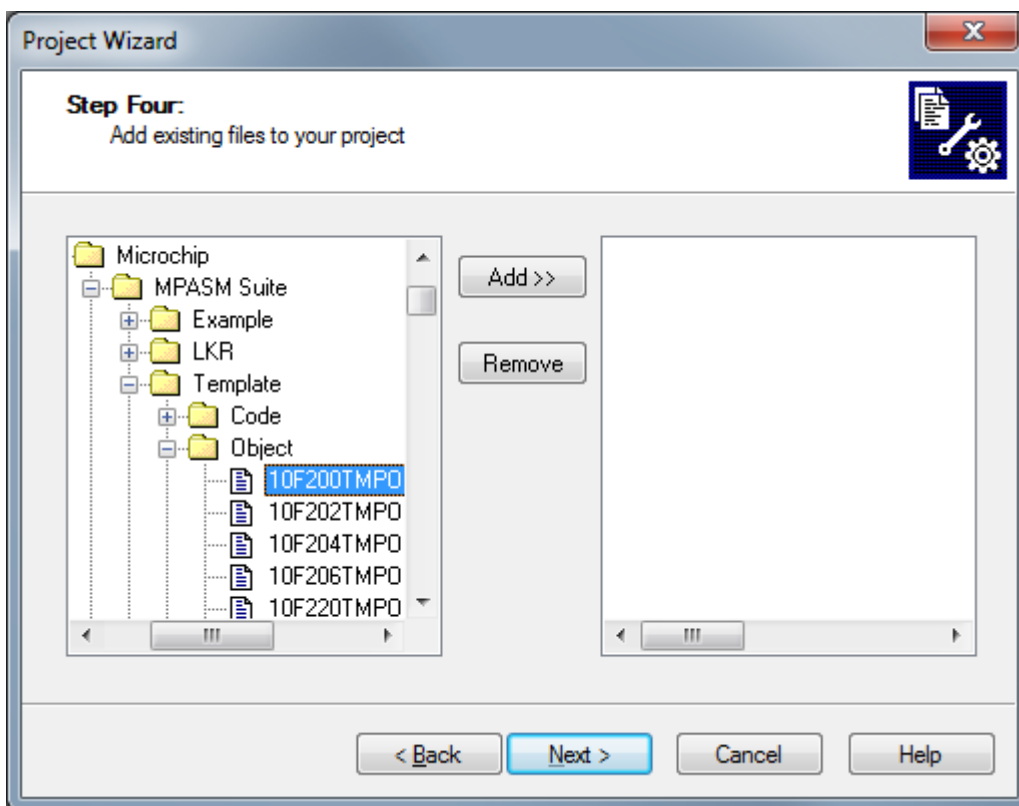 Project Wizard
Step Four:
Add existing files to your project
Microchip
MPASM Suite
Example
LKR
Template
Code
Object
10F200TMPO
10F202TMPO
10F204TMPO
10F206TMPO
10F220TMPO
Add >>
Remove
< Back
Next >
Cancel
Help